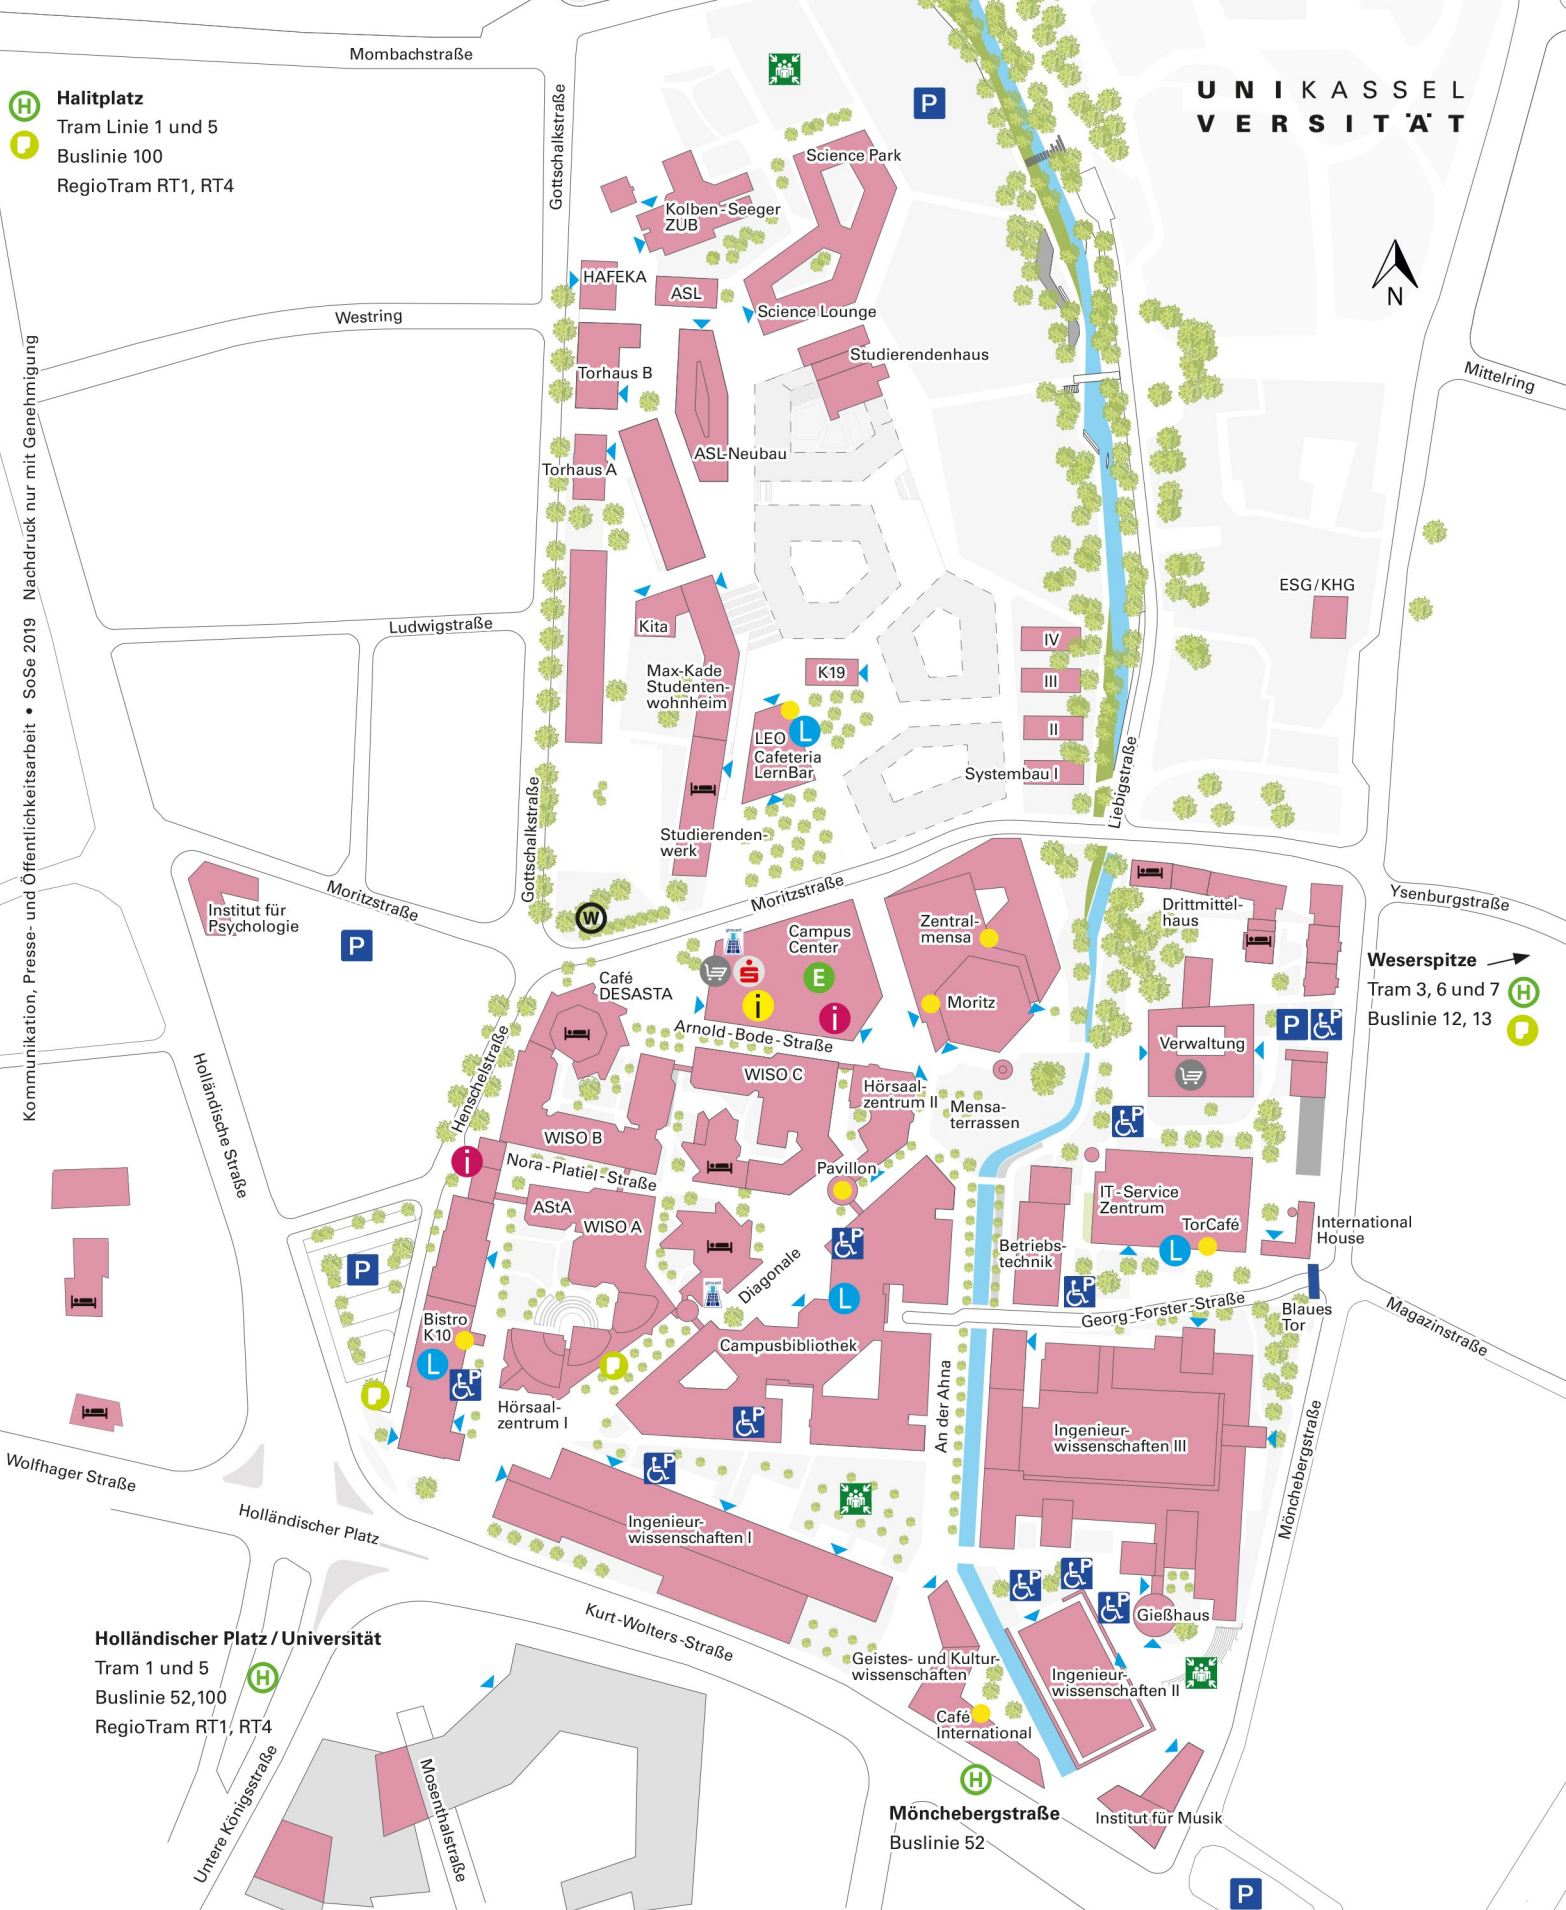 Mombachstraße
Halitplatz
Tram Linie 1 und 5
Buslinie 100
RegioTram RT1, RT4
H
P
UNIKASSEL
VERSITÄT
Gottschalkstraße
Science Park
Kolben-Seeger
ZUB
HAFEKA
ASL
Science Lounge
N
Westring
Studierendenhaus
Torhaus B
Mittelring
ASL-Neubau
Torhaus A
Kommunikation, Presse- und Öffentlichkeitsarbeit • SoSe 2019 Nachdruck nur mit Genehmigung
ESG/KHG
Ludwigstraße
Kita
IV
III
II
Systembau I
Max-Kade
Studenten-
wohnheim
K19
LEO
L
Cafeteria
LernBar
Liebigstraße
Gottschalkstraße
Studierenden-
werk
Moritzstraße
Moritzstraße
Ysenburgstraße
Institut für
Psychologie
P
W
Drittmittel-
haus
Zentral-
mensa
Campus
Center
S
E
i
i
Moritz
Weserspitze
Tram 3, 6 und 7
Buslinie 12, 13
H
P
P
Café
DESASTA
Arnold-Bode-Straße
Verwaltung
Henschelstraße
WISO C
Hörsaal-
zentrum II
Mensa-
terrassen
P
Holländische Straße
WISO B
i
Nora-Platiel-Straße
Pavillon
AStA
WISO A
IT-Service
Zentrum
TorCafé
L
International
House
Betriebs-
technik
P
P
P
Diagonale
girocard
girocard
L
Georg-Forster-Straße
Blaues
Tor
Magazinstraße
Bistro
K10
L
P
Campusbibliothek
P
Hörsaal-
zentrum I
An der Ahna
Ingenieur-
wissenschaften III
Mönchebergstraße
Wolfhager Straße
Holländischer Platz
P
Ingenieur-
wissenschaften I
Kurt-Wolters-Straße
P
P
P
Gießhaus
Holländischer Platz / Universität
Tram 1 und 5
Buslinie 52,100
RegioTram RT1, RT4
H
Geistes- und Kultur-
wissenschaften
Ingenieur-
wissenschaften II
Café
International
H
Mönchebergstraße
Buslinie 52
Institut für Musik
Untere Königsstraße
Mosenthalstraße
P